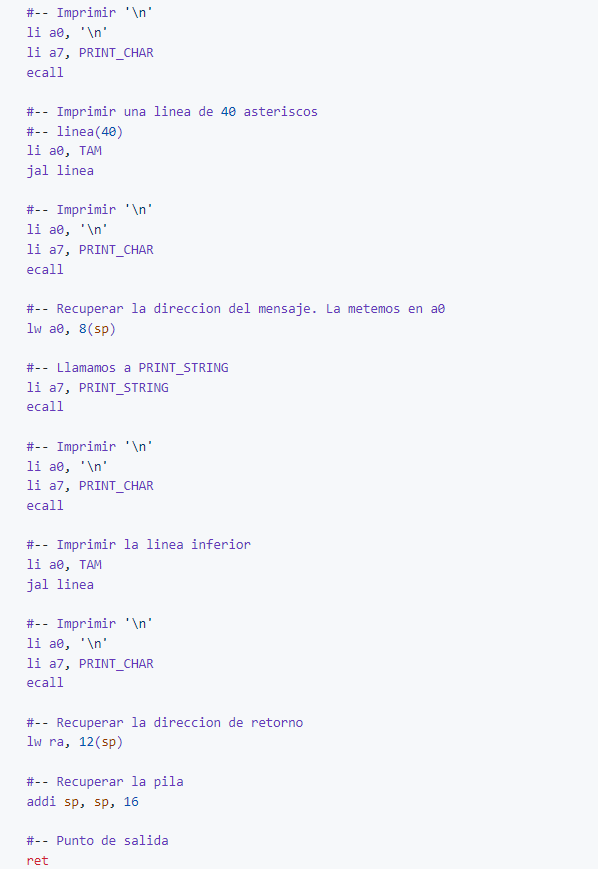 #-- Imprimir '\n'
li a0, '\n'
li a7, PRINT_CHAR
ecall
#-- Imprimir una linea de 40 asteriscos
#-- linea(40)
li a0, TAM
jal linea
#-- Imprimir '\n'
li a0, '\n'
li a7, PRINT_CHAR
ecall
#-- Recuperar la direccion del mensaje. La metemos en a0
lw a0, 8(sp)
#-- Llamamos a PRINT_STRING
li a7, PRINT_STRING
ecall
#-- Imprimir '\n'
li a0, '\n'
li a7, PRINT_CHAR
ecall
#-- Imprimir la linea inferior
li a0, TAM
jal linea
#-- Imprimir '\n'
li a0, '\n'
li a7, PRINT_CHAR
ecall
#-- Recuperar la direccion de retorno
lw ra, 12(sp)
#-- Recuperar la pila
addi sp, sp, 16
#-- Punto de salida
ret